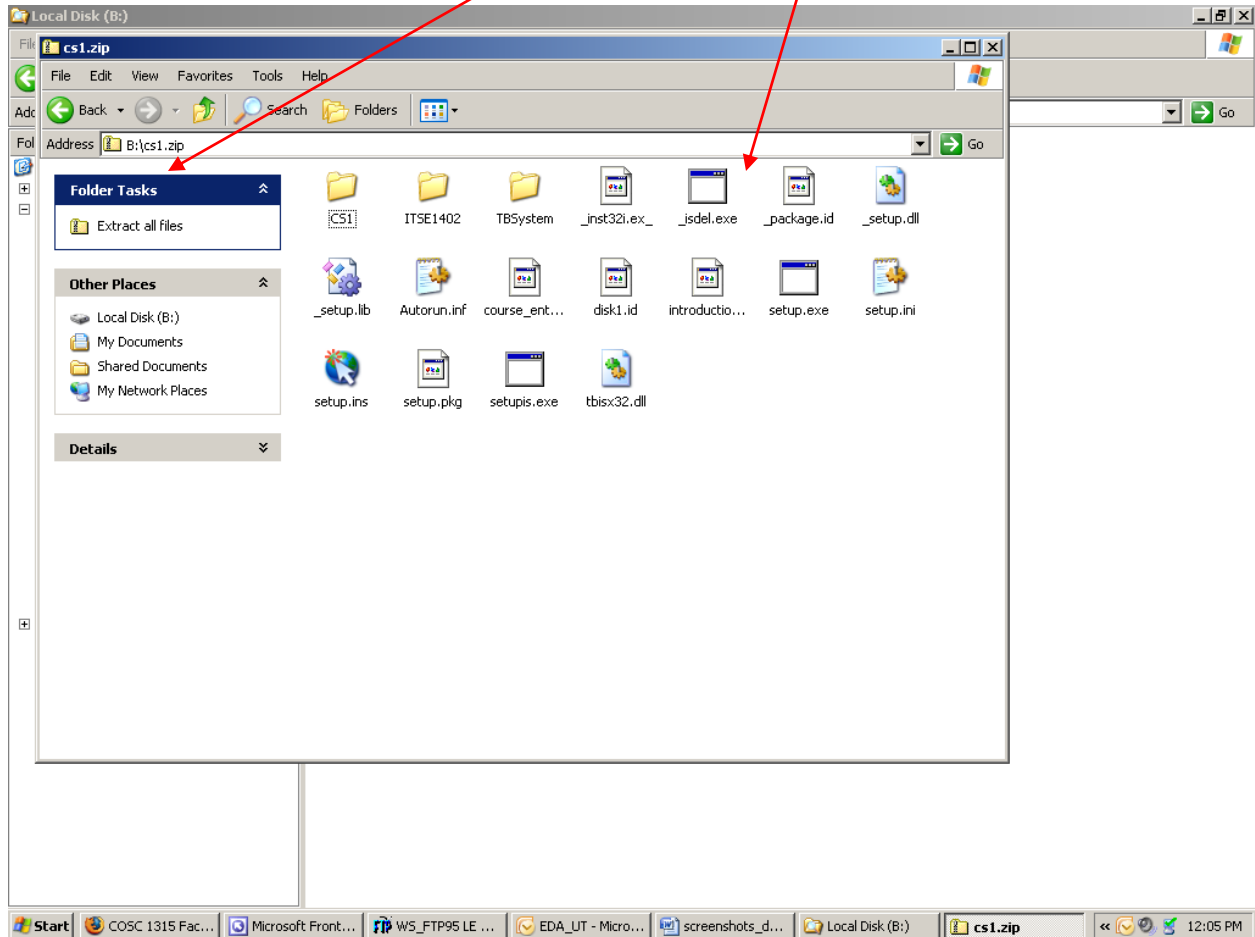 Local Disk (B:)
File
cs1.zip
File Edit View Favorites Tools Help
Back Search Folders
Address B:\cs1.zip Go
Go
Folder Tasks
Extract all files
Other Places
Local Disk (B:)
My Documents
Shared Documents
My Network Places
Details
CS1 ITSE1402 TBSystem _inst32i.ex_ _isdel.exe _package.id _setup.dll
_setup.lib Autorun.inf course_ent... disk1.id introductio... setup.exe setup.ini
setup.ins setup.pkg setupis.exe tbisx32.dll
Start COSC 1315 Fac... Microsoft Front... WS_FTP95 LE ... EDA_UT - Micro... screenshots_d... Local Disk (B:) cs1.zip 12:05 PM